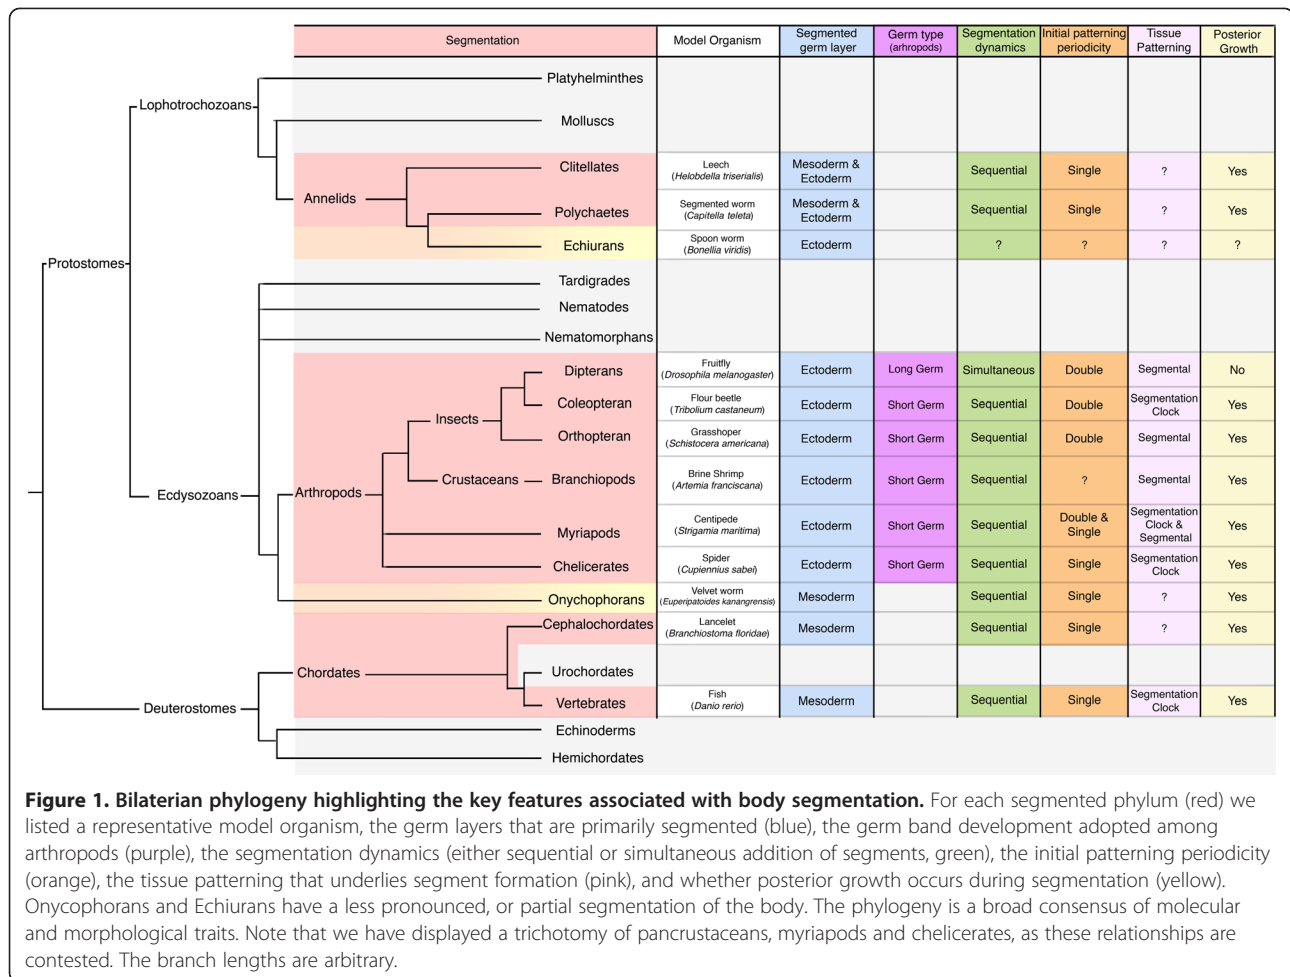 Segmentation
Model Organism
Segmented
germ layer
Germ type
(arhropods)
Segmentation
dynamics
Initial patterning
periodicity
Tissue
Patterning
Posterior
Growth
Platyhelminthes
Lophotrochozoans
Molluscs
Clitellates
Leech
(Helobdella triserialis)
Mesoderm &
Ectoderm
Sequential
Single
?
Yes
Annelids
Polychaetes
Segmented worm
(Capitella teleta)
Mesoderm &
Ectoderm
Sequential
Single
?
Yes
Echiurans
Spoon worm
(Bonellia viridis)
Ectoderm
?
?
?
?
Protostomes
Tardigrades
Nematodes
Nematomorphans
Dipterans
Fruitfly
(Drosophila melanogaster)
Ectoderm
Long Germ
Simultaneous
Double
Segmental
No
Insects
Coleopteran
Flour beetle
(Tribolium castaneum)
Ectoderm
Short Germ
Sequential
Double
Segmentation
Clock
Yes
Orthopteran
Grasshoper
(Schistocera americana)
Ectoderm
Short Germ
Sequential
Double
Segmental
Yes
Ecdysozoans
Arthropods
Crustaceans
Branchiopods
Brine Shrimp
(Artemia franciscana)
Ectoderm
Short Germ
Sequential
?
Segmental
Yes
Myriapods
Centipede
(Strigamia maritima)
Ectoderm
Short Germ
Sequential
Double &
Single
Segmentation
Clock &
Segmental
Yes
Chelicerates
Spider
(Cupiennius sabei)
Ectoderm
Short Germ
Sequential
Single
Segmentation
Clock
Yes
Onychophorans
Velvet worm
(Euperipatoides kanangrensis)
Mesoderm
Sequential
Single
?
Yes
Cephalochordates
Lancelet
(Branchiostoma floridae)
Mesoderm
Sequential
Single
?
Yes
Chordates
Urochordates
Deuterostomes
Vertebrates
Fish
(Danio rerio)
Mesoderm
Sequential
Single
Segmentation
Clock
Yes
Echinoderms
Hemichordates
Figure 1. Bilaterian phylogeny highlighting the key features associated with body segmentation. For each segmented phylum (red) we
listed a representative model organism, the germ layers that are primarily segmented (blue), the germ band development adopted among
arthropods (purple), the segmentation dynamics (either sequential or simultaneous addition of segments, green), the initial patterning periodicity
(orange), the tissue patterning that underlies segment formation (pink), and whether posterior growth occurs during segmentation (yellow).
Onycophorans and Echiurans have a less pronounced, or partial segmentation of the body. The phylogeny is a broad consensus of molecular
and morphological traits. Note that we have displayed a trichotomy of pancrustaceans, myriapods and chelicerates, as these relationships are
contested. The branch lengths are arbitrary.